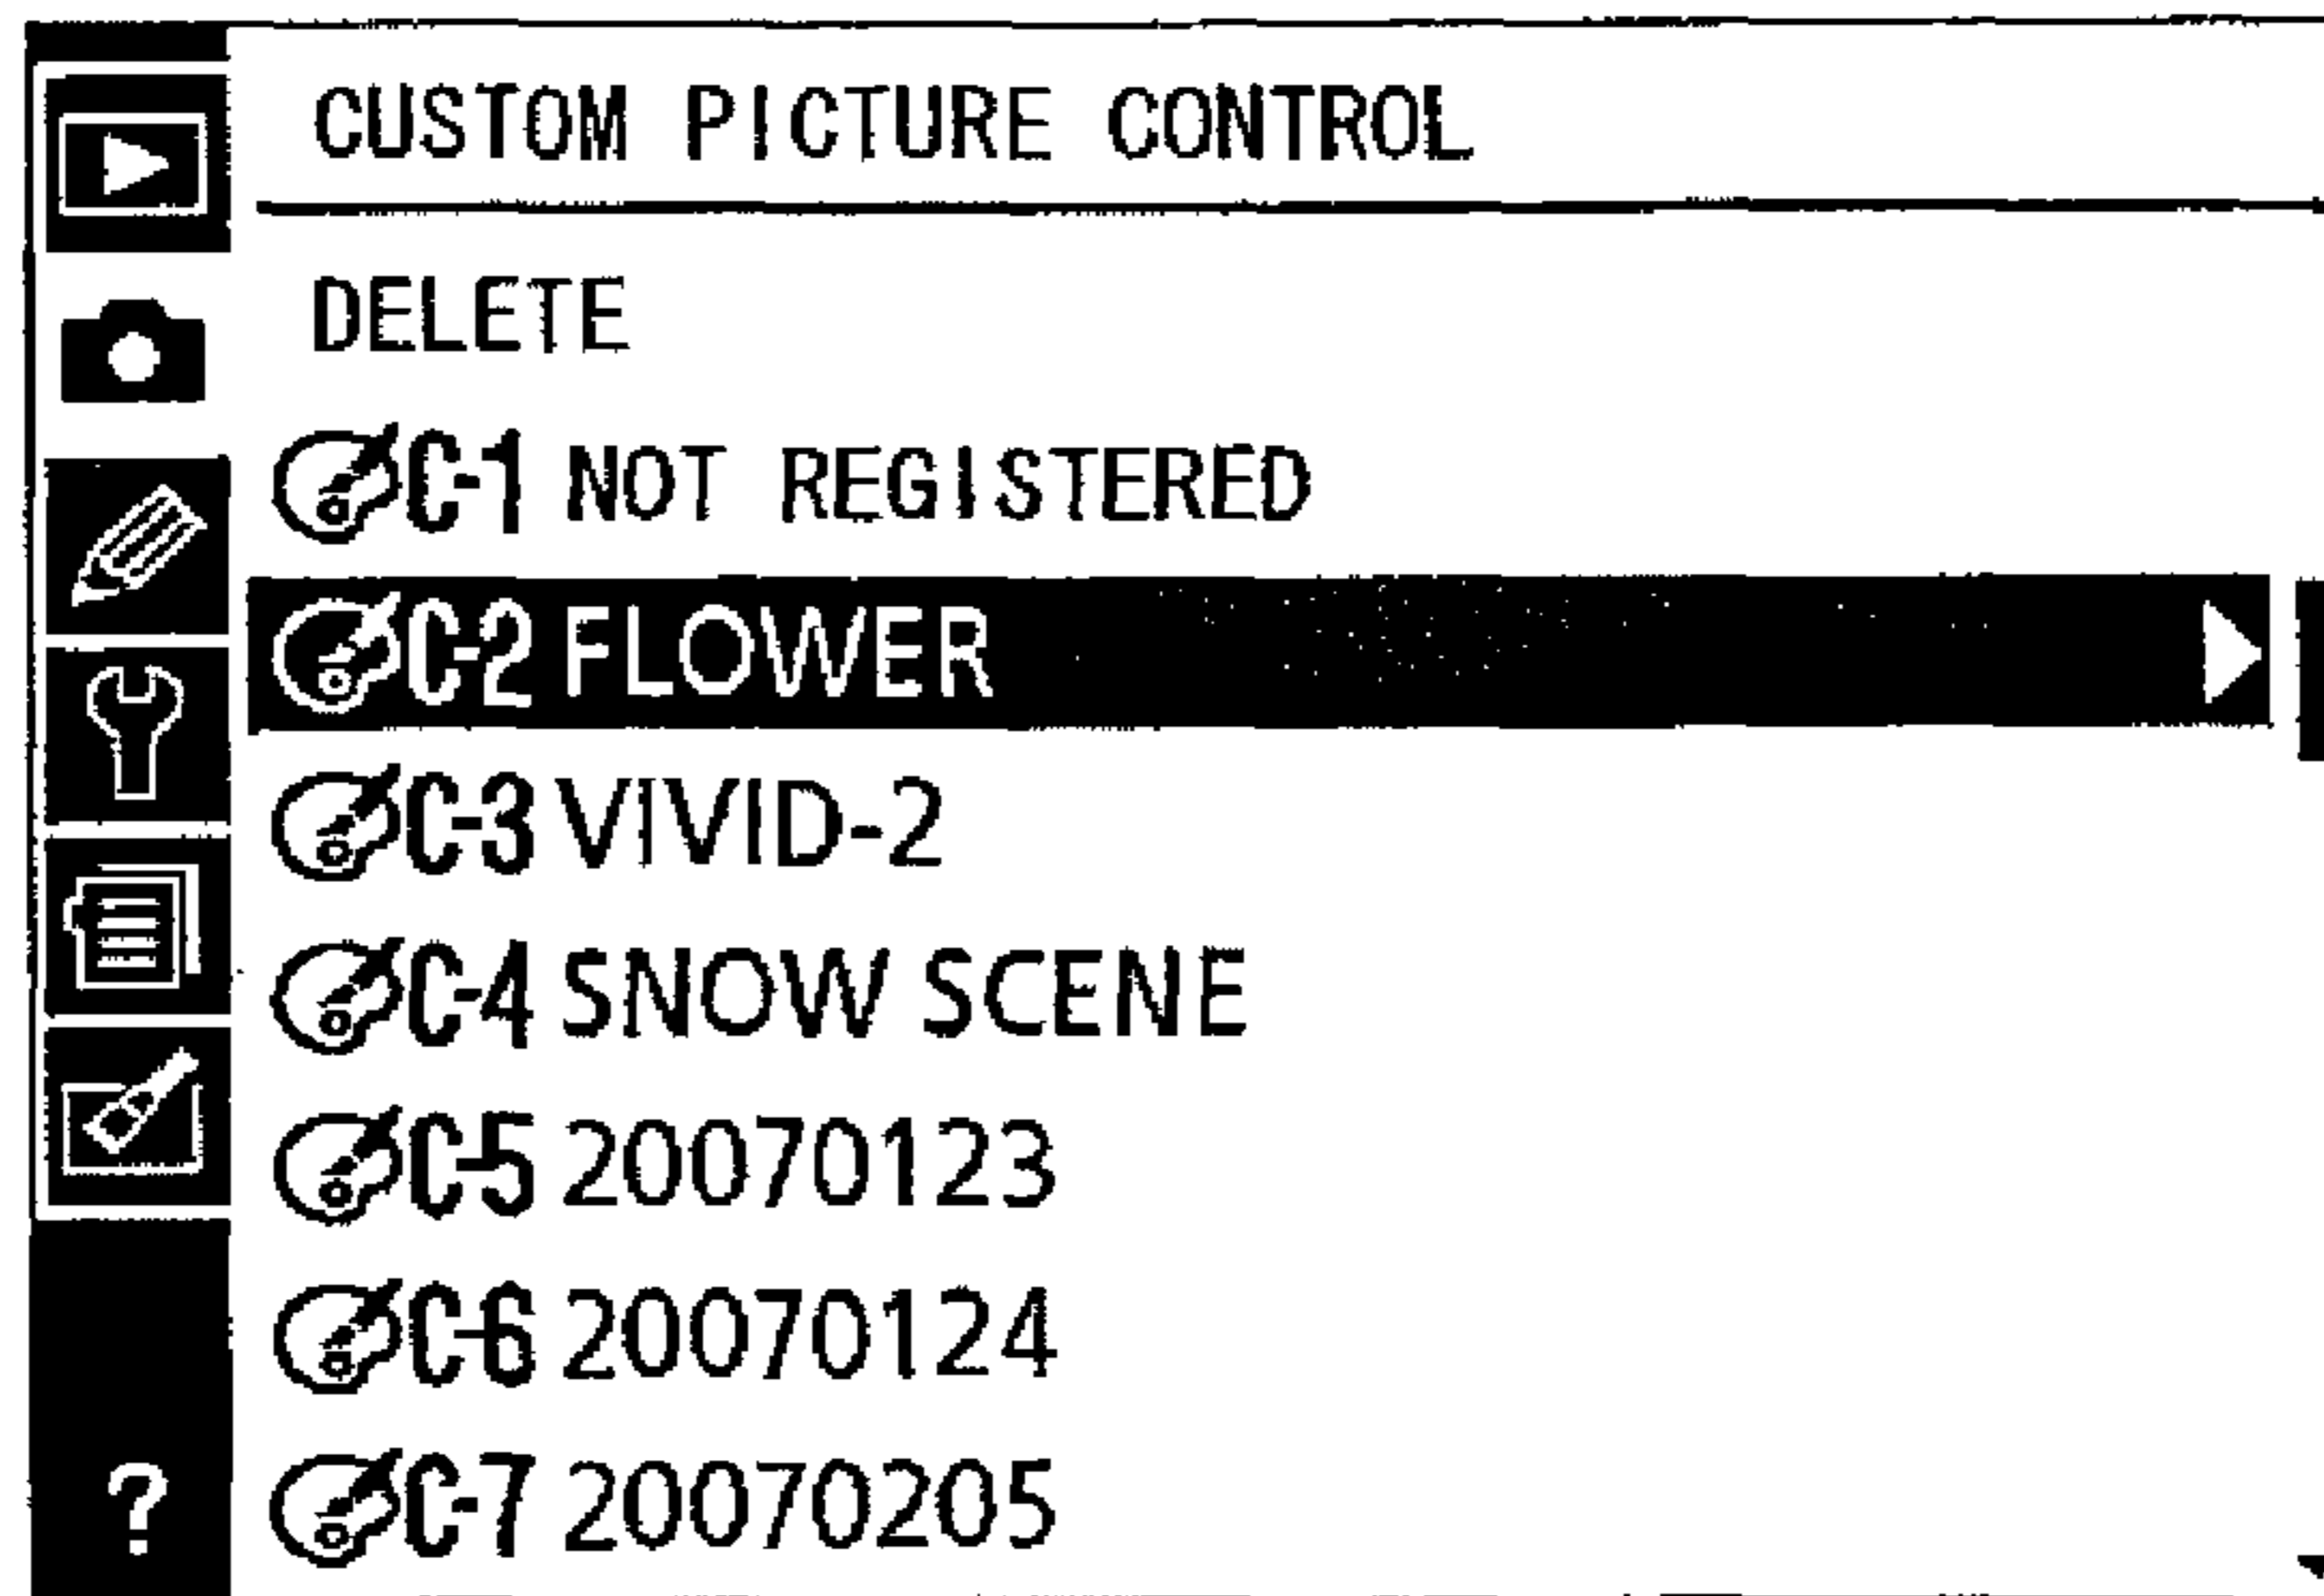 CUSTOM PICTURE CONTROL
DELETE
C-1 NOT REGISTERED
C-2 FLOWER
C-3 VIVID-2
C-4 SNOW SCENE
C-5 20070123
C-6 20070124
C-7 20070205
?